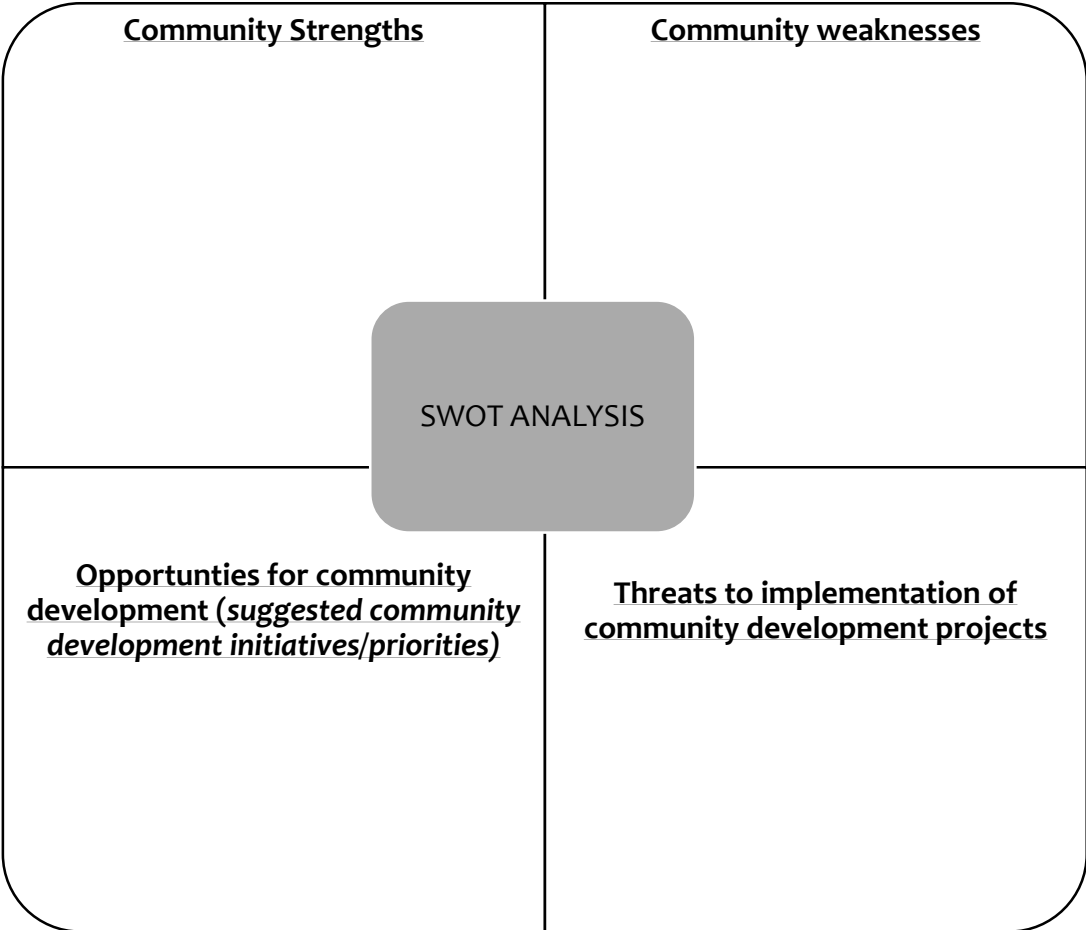 Community Strengths
Community weaknesses
SWOT ANALYSIS
Opportunties for community
development (suggested community
development initiatives/priorities)
Threats to implementation of
community development projects